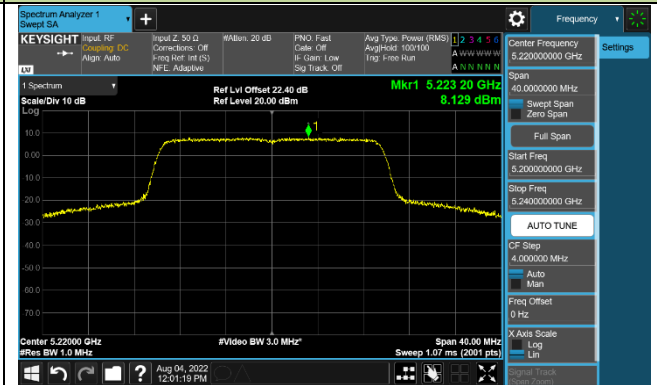 Spectrum Analyzer 1
Swept SA
Frequency
KEYSIGHT
Input: RF
Coupling: DC
Align: Auto
Input Z: 50 Ω
Corrections: Off
Freq Ref: Int (S)
NFE: Adaptive
#Atten: 20 dB
PNO: Fast
Gate: Off
IF Gain: Low
Sig Track: Off
Avg Type: Power (RMS)
Avg|Hold: 100/100
Trig: Free Run
1 2 3 4 5 6
A W W W W W
A N N N N N
LXI
Center Frequency
5.220000000 GHz
Settings
Span
40.0000000 MHz
Swept Span
Zero Span
Full Span
Start Freq
5.200000000 GHz
Stop Freq
5.240000000 GHz
AUTO TUNE
CF Step
4.000000 MHz
Auto
Man
Freq Offset
0 Hz
X Axis Scale
Log
Lin
Signal Track
(Span Zoom)
1 Spectrum
Scale/Div 10 dB
Log
Ref Lvl Offset 22.40 dB
Ref Level 20.00 dBm
Mkr1 5.223 20 GHz
8.129 dBm
1
10.0
0.00
-10.0
-20.0
-30.0
-40.0
-50.0
-60.0
-70.0
Center 5.22000 GHz
#Res BW 1.0 MHz
#Video BW 3.0 MHz*
Span 40.00 MHz
Sweep 1.07 ms (2001 pts)
?
Aug 04, 2022
12:01:19 PM